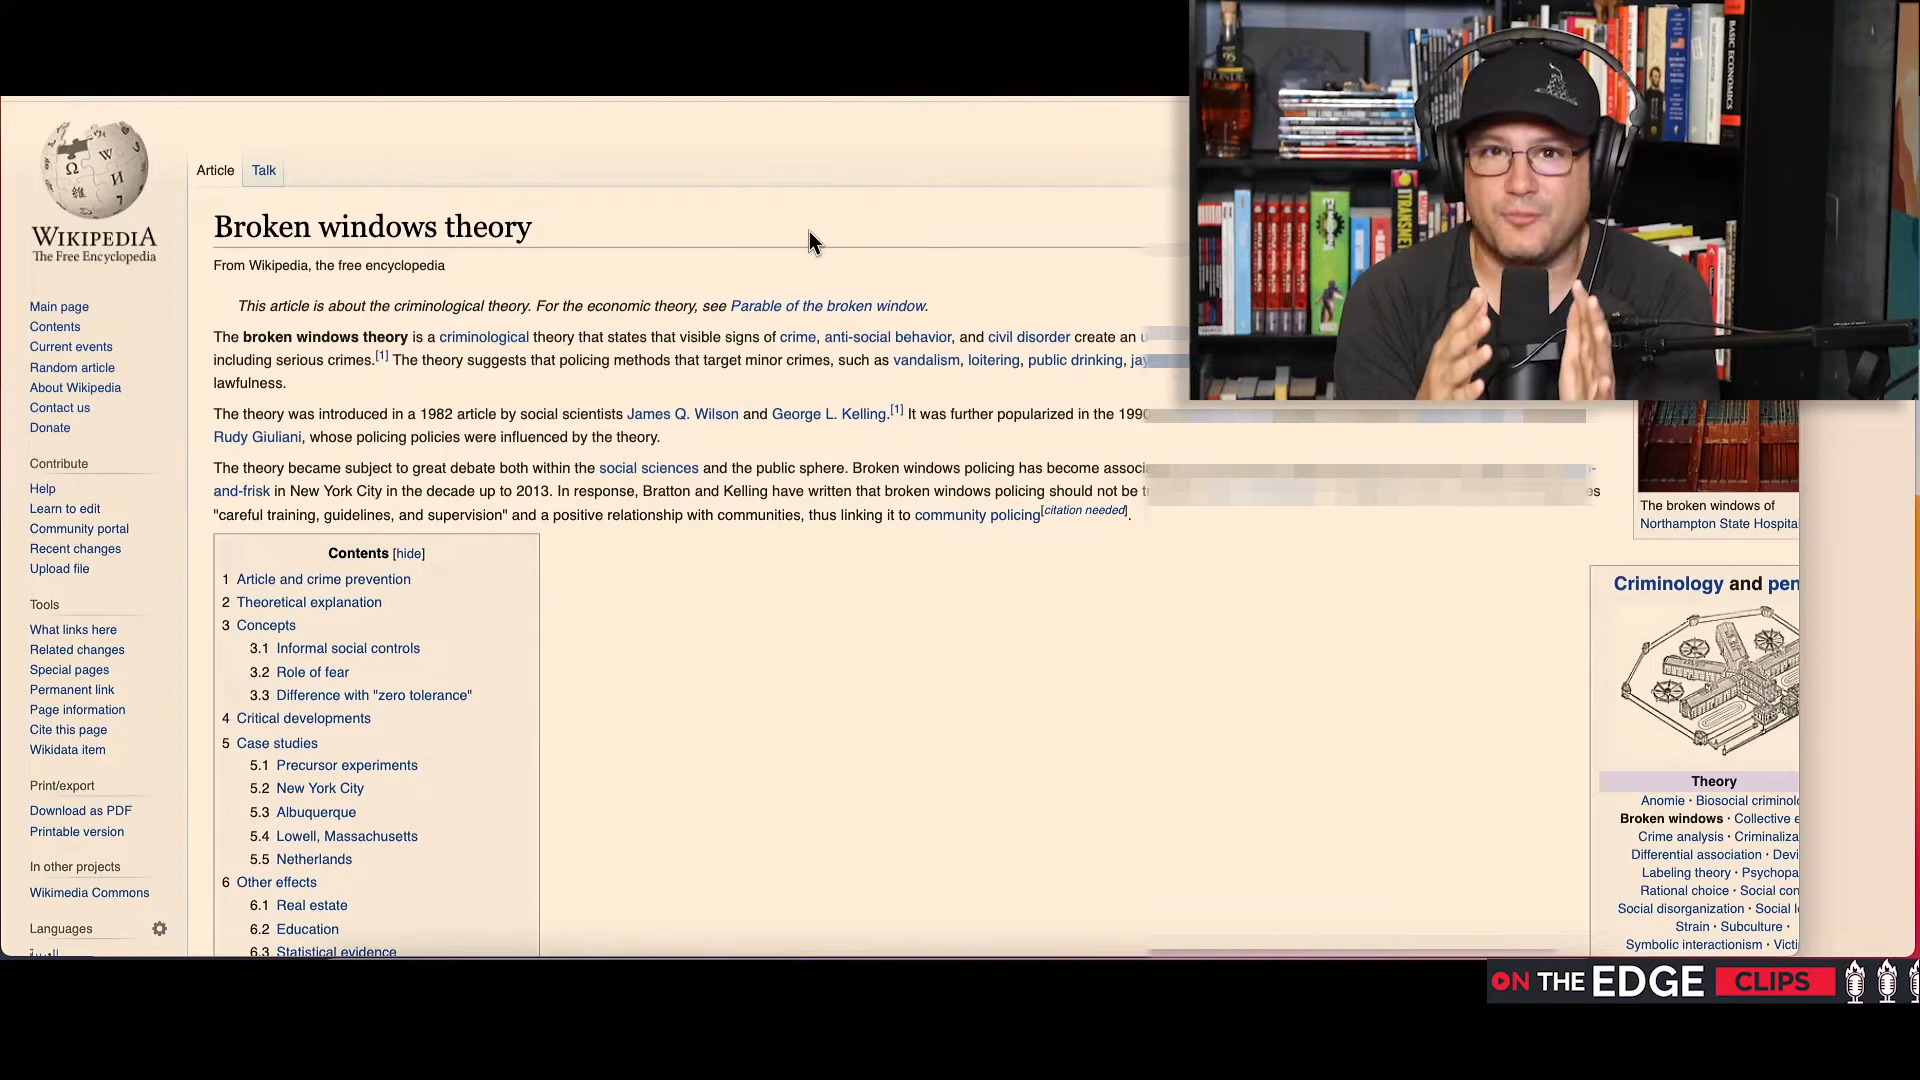 WIKIPEDIA
The Free Encyclopedia
Main page
Contents
Current events
Random article
About Wikipedia
Contact us
Donate
Contribute
Help
Learn to edit
Community portal
Recent changes
Upload file
Tools
What links here
Related changes
Special pages
Permanent link
Page information
Cite this page
Wikidata item
Print/export
Download as PDF
Printable version
In other projects
Wikimedia Commons
Languages
Article Talk
Broken windows theory
From Wikipedia, the free encyclopedia
This article is about the criminological theory. For the economic theory, see Parable of the broken window.
The broken windows theory is a criminological theory that states that visible signs of crime, anti-social behavior, and civil disorder create an
including serious crimes.[1] The theory suggests that policing methods that target minor crimes, such as vandalism, loitering, public drinking,
lawfulness.
The theory was introduced in a 1982 article by social scientists James Q. Wilson and George L. Kelling.[1] It was further popularized in the
Rudy Giuliani, whose policing policies were influenced by the theory.
The theory became subject to great debate both within the social sciences and the public sphere. Broken windows policing has become
and-frisk in New York City in the decade up to 2013. In response, Bratton and Kelling have written that broken windows policing should not be
"careful training, guidelines, and supervision" and a positive relationship with communities, thus linking it to community policing[citation needed].
Contents [hide]
1 Article and crime prevention
2 Theoretical explanation
3 Concepts
3.1 Informal social controls
3.2 Role of fear
3.3 Difference with "zero tolerance"
4 Critical developments
5 Case studies
5.1 Precursor experiments
5.2 New York City
5.3 Albuquerque
5.4 Lowell, Massachusetts
5.5 Netherlands
6 Other effects
6.1 Real estate
6.2 Education
6.3 Statistical evidence
BASIC ECONOMICS
The broken windows of
Northampton State
Criminology and
Theory
Anomie · Biosocial
Broken windows · Collective
Crime analysis ·
Differential association ·
Labeling theory ·
Rational choice · Social
Social disorganization · Social
Strain · Subculture ·
Symbolic interactionism ·
ON THE EDGE CLIPS